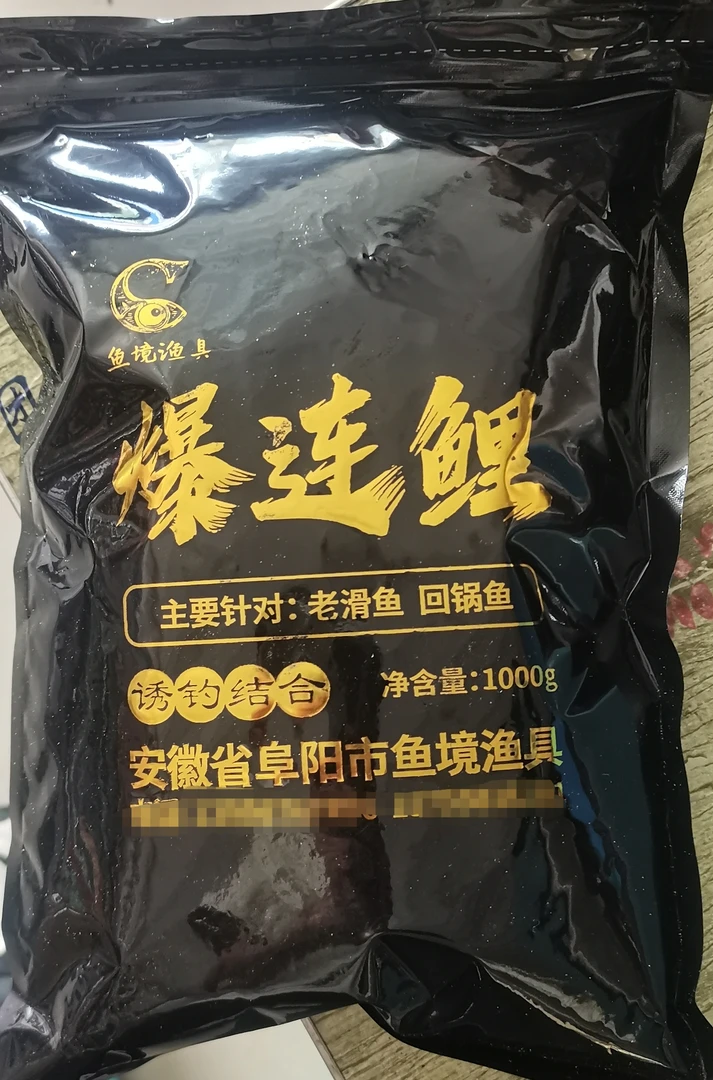 鱼境渔具
爆连鲤
主要针对：老滑鱼 回锅鱼
诱钓结合
净含量：1000g
安徽省阜阳市鱼境渔具